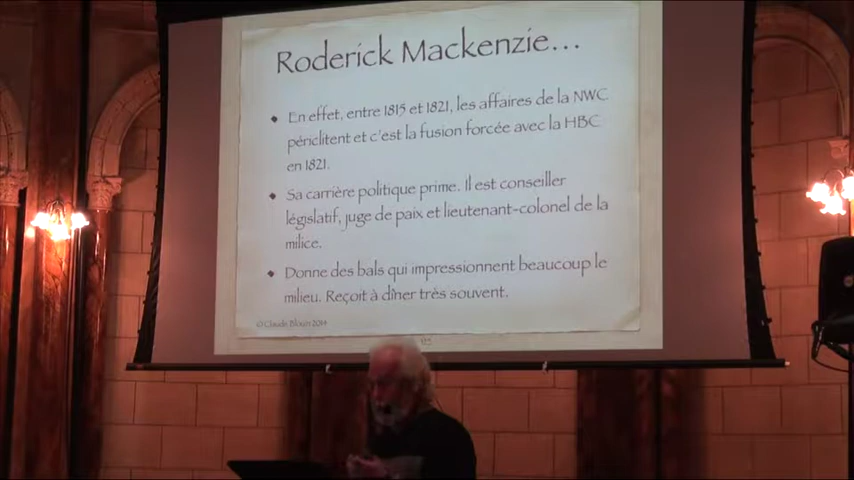 Roderick Mackenzie...
• En effet, entre 1815 et 1821, les affaires de la NWC
périclitent et c'est la fusion forcée avec la HBC
en 1821.
• Sa carrière politique prime. Il est conseiller
législatif, juge de paix et lieutenant-colonel de la
milice.
• Donne des bals qui impressionnent beaucoup le
milieu. Reçoit à dîner très souvent.
© Claude Blouin 2014